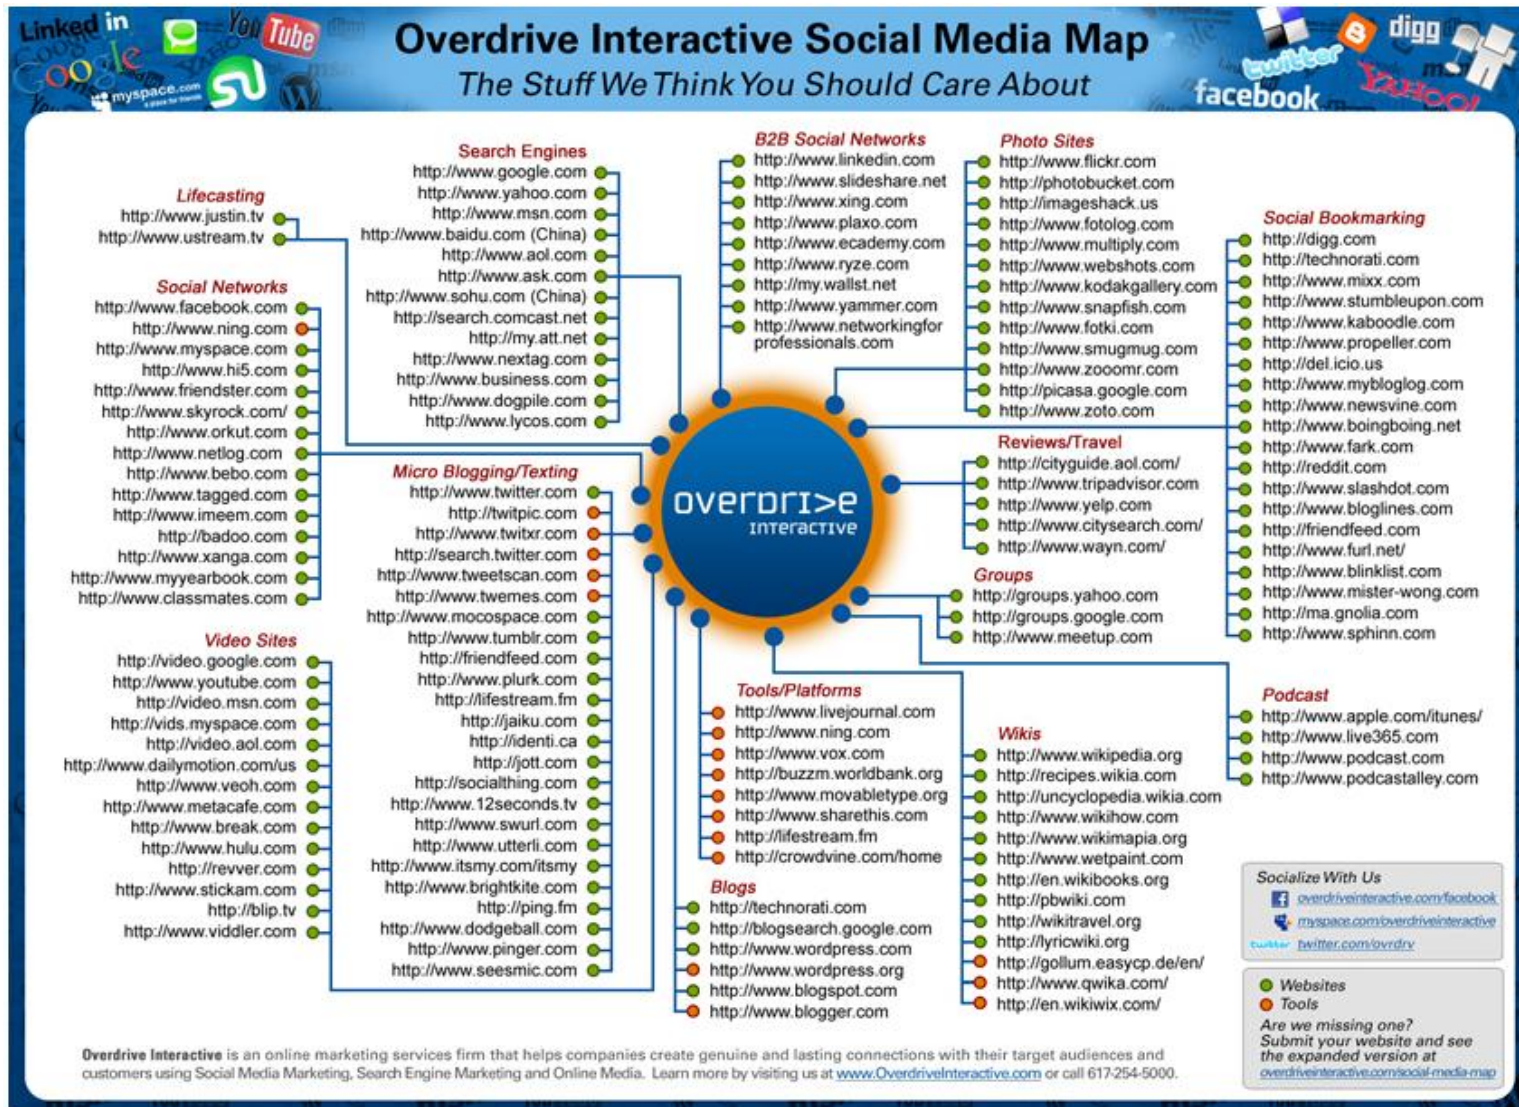 Linked in
Google
myspace.com
a place for friends
You Tube
Overdrive Interactive Social Media Map
The Stuff We Think You Should Care About
digg
twitter
facebook
YAHOO!
Lifecasting
http://www.justin.tv
http://www.ustream.tv
Social Networks
http://www.facebook.com
http://www.ning.com
http://www.myspace.com
http://www.hi5.com
http://www.friendster.com
http://www.skyrock.com/
http://www.orkut.com
http://www.netlog.com
http://www.bebo.com
http://www.tagged.com
http://www.imeem.com
http://badoo.com
http://www.xanga.com
http://www.myyearbook.com
http://www.classmates.com
Video Sites
http://video.google.com
http://www.youtube.com
http://video.msn.com
http://vids.myspace.com
http://video.aol.com
http://www.dailymotion.com/us
http://www.veoh.com
http://www.metacafe.com
http://www.break.com
http://www.hulu.com
http://revver.com
http://www.stickam.com
http://blip.tv
http://www.viddler.com
Search Engines
http://www.google.com
http://www.yahoo.com
http://www.msn.com
http://www.baidu.com (China)
http://www.aol.com
http://www.ask.com
http://www.sohu.com (China)
http://search.comcast.net
http://my.att.net
http://www.nextag.com
http://www.business.com
http://www.dogpile.com
http://www.lycos.com
Micro Blogging/Texting
http://www.twitter.com
http://twitpic.com
http://www.twitxr.com
http://search.twitter.com
http://www.tweetscan.com
http://www.twemes.com
http://www.mocospace.com
http://www.tumblr.com
http://friendfeed.com
http://www.plurk.com
http://lifestream.fm
http://jaiku.com
http://identi.ca
http://jott.com
http://socialthing.com
http://www.12seconds.tv
http://www.swurl.com
http://www.utterli.com
http://www.itsmy.com/itsmy
http://www.brightkite.com
http://ping.fm
http://www.dodgeball.com
http://www.pinger.com
http://www.seesmic.com
B2B Social Networks
http://www.linkedin.com
http://www.slideshare.net
http://www.xing.com
http://www.plaxo.com
http://www.ecademy.com
http://www.ryze.com
http://my.wallst.net
http://www.yammer.com
http://www.networkingfor
professionals.com
overdri>e
interactive
Tools/Platforms
http://www.livejournal.com
http://www.ning.com
http://www.vox.com
http://buzzm.worldbank.org
http://www.movabletype.org
http://www.sharethis.com
http://lifestream.fm
http://crowdvine.com/home
Blogs
http://technorati.com
http://blogsearch.google.com
http://www.wordpress.com
http://www.wordpress.org
http://www.blogspot.com
http://www.blogger.com
Photo Sites
http://www.flickr.com
http://photobucket.com
http://imageshack.us
http://www.fotolog.com
http://www.multiply.com
http://www.webshots.com
http://www.kodakgallery.com
http://www.snapfish.com
http://www.fotki.com
http://www.smugmug.com
http://www.zooomr.com
http://picasa.google.com
http://www.zoto.com
Reviews/Travel
http://cityguide.aol.com/
http://www.tripadvisor.com
http://www.yelp.com
http://www.citysearch.com/
http://www.wayn.com/
Groups
http://groups.yahoo.com
http://groups.google.com
http://www.meetup.com
Wikis
http://www.wikipedia.org
http://recipes.wikia.com
http://uncyclopedia.wikia.com
http://www.wikihow.com
http://www.wikimapia.org
http://www.wetpaint.com
http://en.wikibooks.org
http://pbwiki.com
http://wikitravel.org
http://lyricwiki.org
http://gollum.easycp.de/en/
http://www.qwika.com/
http://en.wikiwix.com/
Social Bookmarking
http://digg.com
http://technorati.com
http://www.mixx.com
http://www.stumbleupon.com
http://www.kaboodle.com
http://www.propeller.com
http://del.icio.us
http://www.mybloglog.com
http://www.newsvine.com
http://www.boingboing.net
http://www.fark.com
http://reddit.com
http://www.slashdot.com
http://www.bloglines.com
http://friendfeed.com
http://www.furl.net/
http://www.blinklist.com
http://www.mister-wong.com
http://ma.gnolia.com
http://www.sphinn.com
Podcast
http://www.apple.com/itunes/
http://www.live365.com
http://www.podcast.com
http://www.podcastalley.com
Socialize With Us
overdriveinteractive.com/facebook
myspace.com/overdriveinteractive
twitter twitter.com/ovrdrv
Websites
Tools
Are we missing one?
Submit your website and see
the expanded version at
overdriveinteractive.com/social-media-map
Overdrive Interactive is an online marketing services firm that helps companies create genuine and lasting connections with their target audiences and
customers using Social Media Marketing, Search Engine Marketing and Online Media. Learn more by visiting us at www.OverdriveInteractive.com or call 617-254-5000.